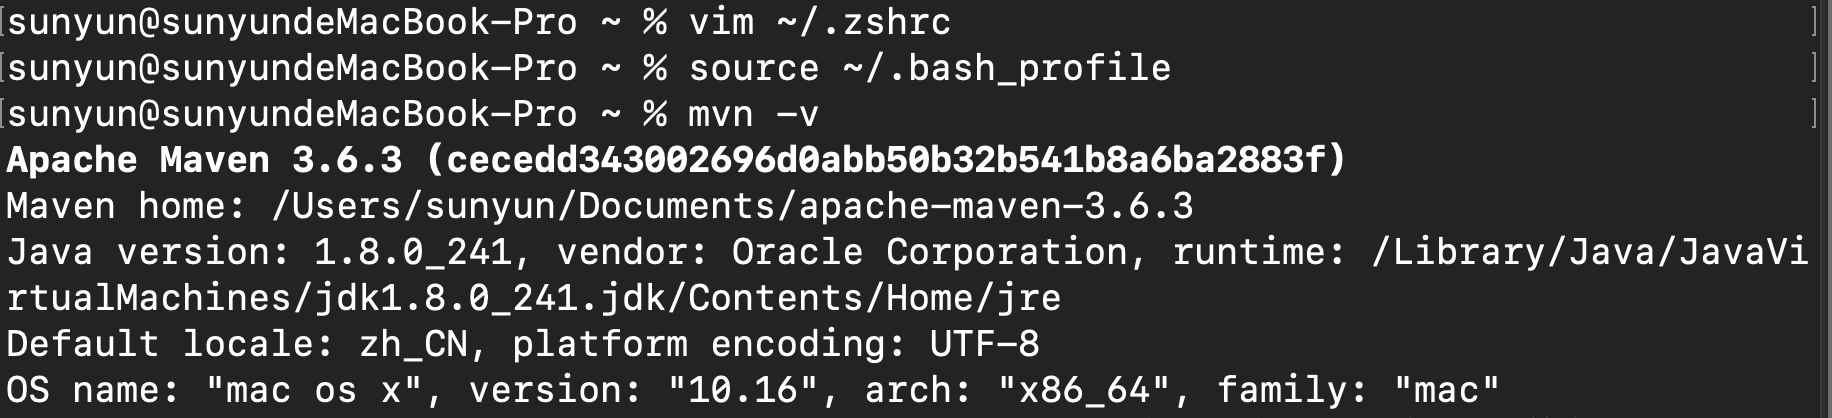 [sunyun@sunyundeMacBook-Pro ~ % vim ~/.zshrc ]
[sunyun@sunyundeMacBook-Pro ~ % source ~/.bash_profile ]
[sunyun@sunyundeMacBook-Pro ~ % mvn -v ]
Apache Maven 3.6.3 (cecedd343002696d0abb50b32b541b8a6ba2883f)
Maven home: /Users/sunyun/Documents/apache-maven-3.6.3
Java version: 1.8.0_241, vendor: Oracle Corporation, runtime: /Library/Java/JavaVi
rtualMachines/jdk1.8.0_241.jdk/Contents/Home/jre
Default locale: zh_CN, platform encoding: UTF-8
OS name: "mac os x", version: "10.16", arch: "x86_64", family: "mac"